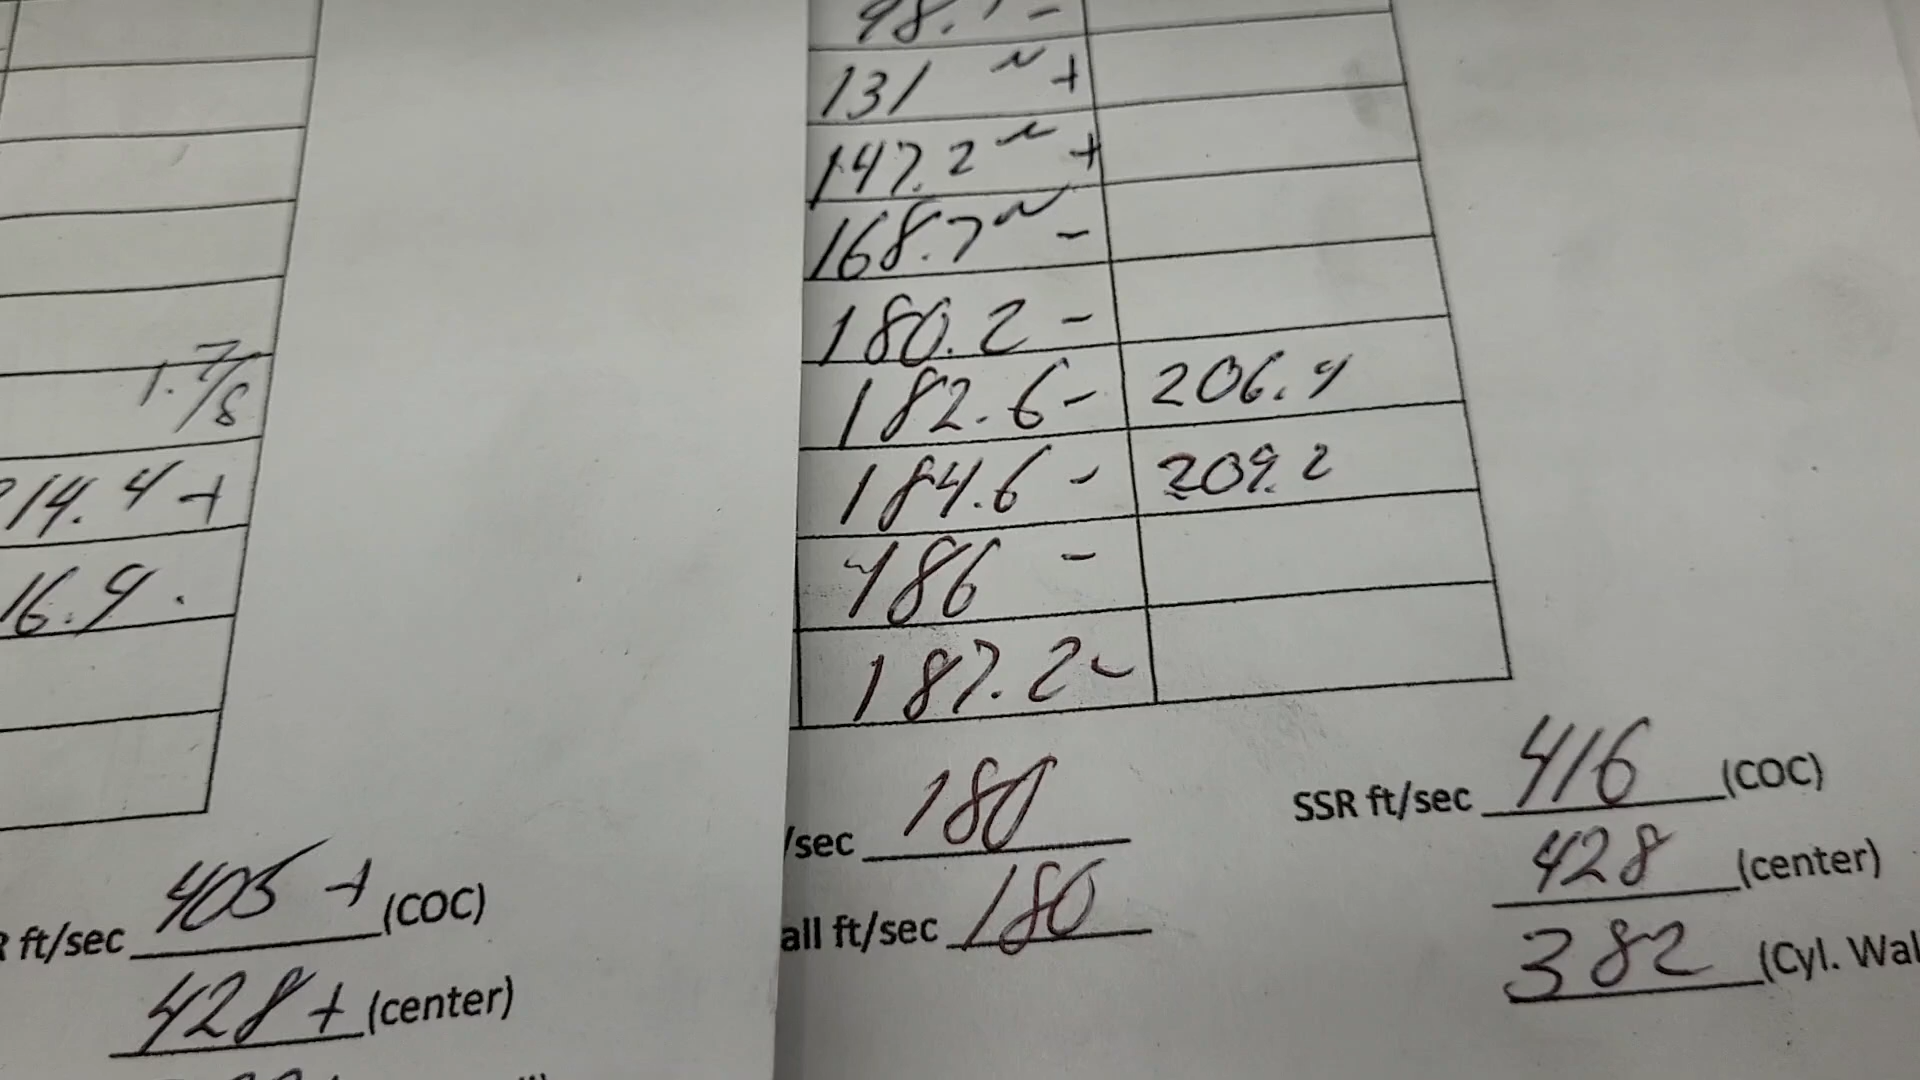 1.7/8
14.4 +
16.9.
405 + (COC)
ft/sec
428 + (center)
131 ~ +
147.2 ~ +
168.7 ~ -
180.2 -
182.6 - 206.4
184.6 - 209.2
186 -
187.2 -
/sec 180
all ft/sec 180
SSR ft/sec 416 (COC)
428 (center)
382 (Cyl. Wal